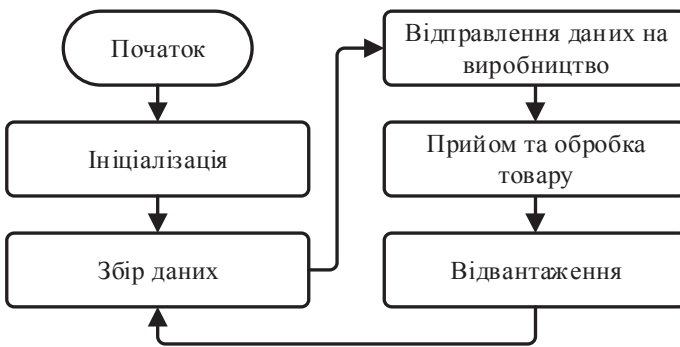 Початок
Ініціалізація
Збір даних
Відправлення даних на
виробництво
Прийом та обробка
товару
Відвантаження